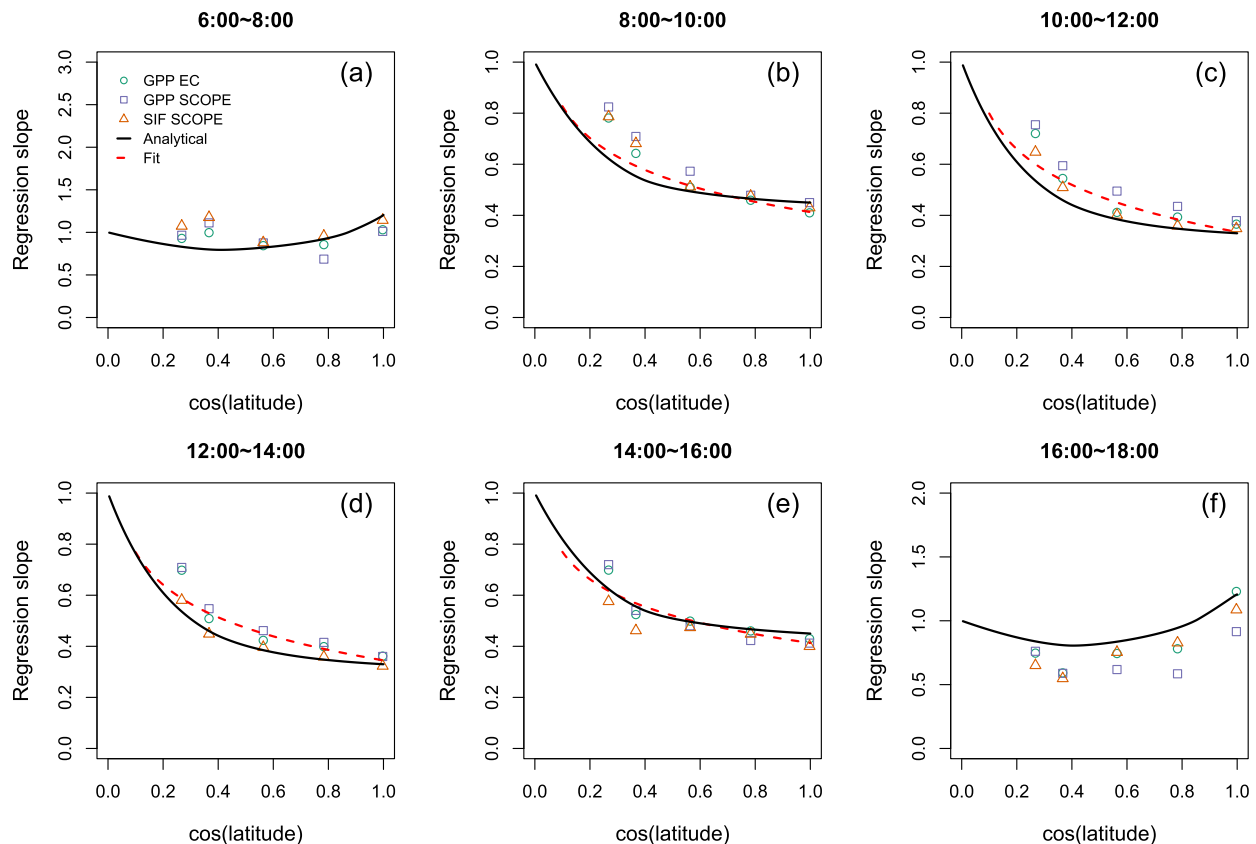 6:00~8:00
8:00~10:00
10:00~12:00
(a)
(b)
(c)
GPP EC
GPP SCOPE
SIF SCOPE
Analytical
Fit
Regression slope
0.0 0.5 1.0 1.5 2.0 2.5 3.0
Regression slope
0.0 0.2 0.4 0.6 0.8 1.0
Regression slope
0.0 0.2 0.4 0.6 0.8 1.0
0.0 0.2 0.4 0.6 0.8 1.0
0.0 0.2 0.4 0.6 0.8 1.0
0.0 0.2 0.4 0.6 0.8 1.0
cos(latitude)
cos(latitude)
cos(latitude)
12:00~14:00
14:00~16:00
16:00~18:00
(d)
(e)
(f)
Regression slope
0.0 0.2 0.4 0.6 0.8 1.0
Regression slope
0.0 0.2 0.4 0.6 0.8 1.0
Regression slope
0.0 0.5 1.0 1.5 2.0
0.0 0.2 0.4 0.6 0.8 1.0
0.0 0.2 0.4 0.6 0.8 1.0
0.0 0.2 0.4 0.6 0.8 1.0
cos(latitude)
cos(latitude)
cos(latitude)